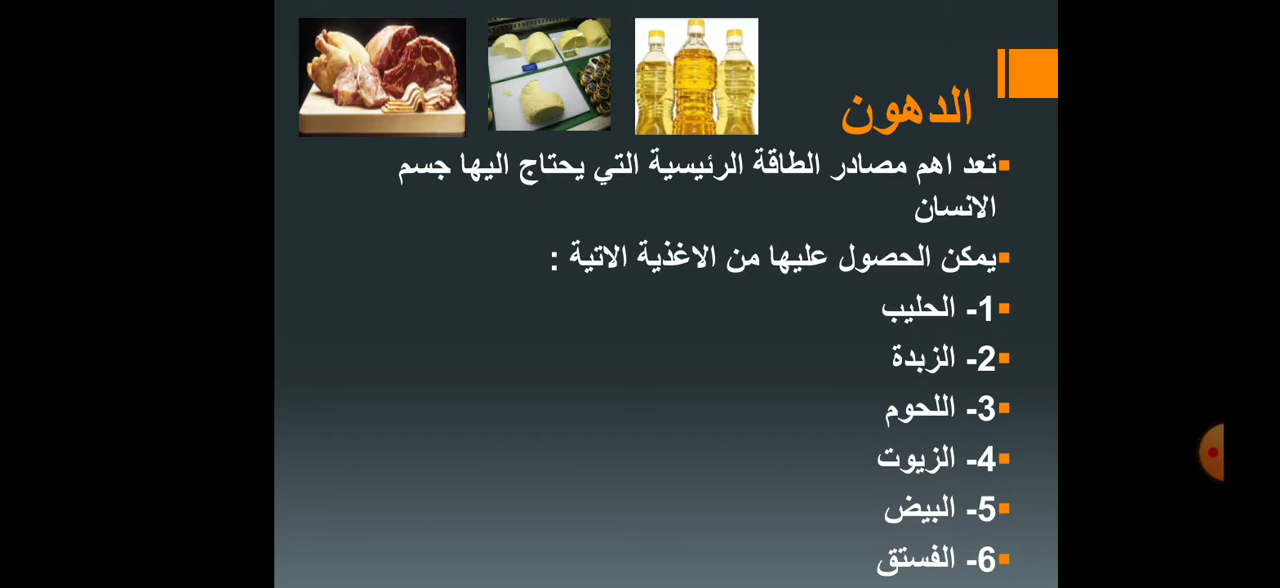 الدهون
تعد اهم مصادر الطاقة الرئيسية التي يحتاج اليها جسم
الانسان
يمكن الحصول عليها من الاغذية الاتية :
1- الحليب
2- الزبدة
3- اللحوم
4- الزيوت
5- البيض
6- الفستق